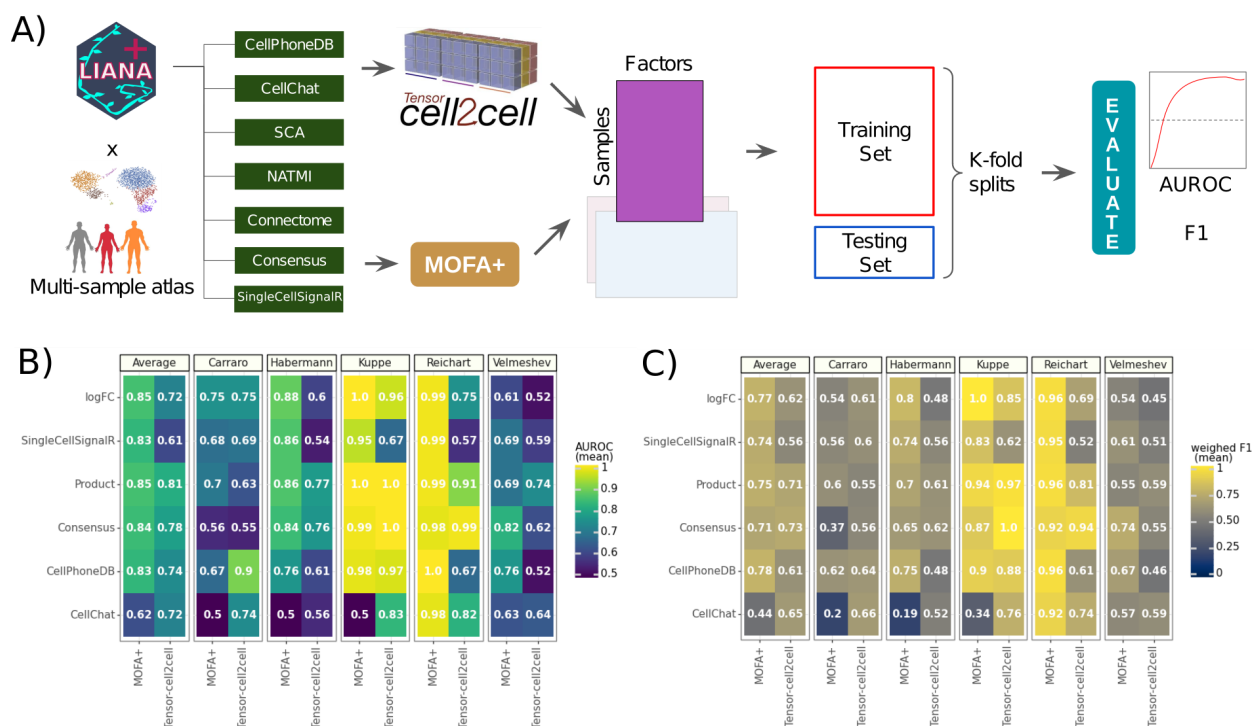 A)
LIANA
+
x
Multi-sample atlas
CellPhoneDB
CellChat
SCA
NATMI
Connectome
Consensus
SingleCellSignalR
Tensor
cell2cell
MOFA+
Factors
Samples
Training
Set
Testing
Set
K-fold
splits
EVALUATE
AUROC
F1
B)
Average Carraro Habermann Kuppe Reichart Velmeshev
logFC 0.85 0.72 0.75 0.75 0.88 0.6 1.0 0.96 0.99 0.75 0.61 0.52
SingleCellSignalR 0.83 0.61 0.68 0.69 0.86 0.54 0.95 0.67 0.99 0.57 0.69 0.59
Product 0.85 0.81 0.7 0.63 0.86 0.77 1.0 1.0 0.99 0.91 0.69 0.74
Consensus 0.84 0.78 0.56 0.55 0.84 0.76 0.99 1.0 0.98 0.99 0.82 0.62
CellPhoneDB 0.83 0.74 0.67 0.9 0.76 0.61 0.98 0.97 1.0 0.67 0.76 0.52
CellChat 0.62 0.72 0.5 0.74 0.5 0.56 0.5 0.83 0.98 0.82 0.63 0.64
MOFA+ Tensor-cell2cell MOFA+ Tensor-cell2cell MOFA+ Tensor-cell2cell MOFA+ Tensor-cell2cell MOFA+ Tensor-cell2cell MOFA+ Tensor-cell2cell
AUROC
(mean)
1
0.9
0.8
0.7
0.6
0.5
C)
Average Carraro Habermann Kuppe Reichart Velmeshev
logFC 0.77 0.62 0.54 0.61 0.8 0.48 1.0 0.85 0.96 0.69 0.54 0.45
SingleCellSignalR 0.74 0.56 0.56 0.6 0.74 0.56 0.83 0.62 0.95 0.52 0.61 0.51
Product 0.75 0.71 0.6 0.55 0.7 0.61 0.94 0.97 0.96 0.81 0.55 0.59
Consensus 0.71 0.73 0.37 0.56 0.65 0.62 0.87 1.0 0.92 0.94 0.74 0.55
CellPhoneDB 0.78 0.61 0.62 0.64 0.75 0.48 0.9 0.88 0.96 0.61 0.67 0.46
CellChat 0.44 0.65 0.2 0.66 0.19 0.52 0.34 0.76 0.92 0.74 0.57 0.59
MOFA+ Tensor-cell2cell MOFA+ Tensor-cell2cell MOFA+ Tensor-cell2cell MOFA+ Tensor-cell2cell MOFA+ Tensor-cell2cell MOFA+ Tensor-cell2cell
weighed F1
(mean)
1
0.75
0.5
0.25
0